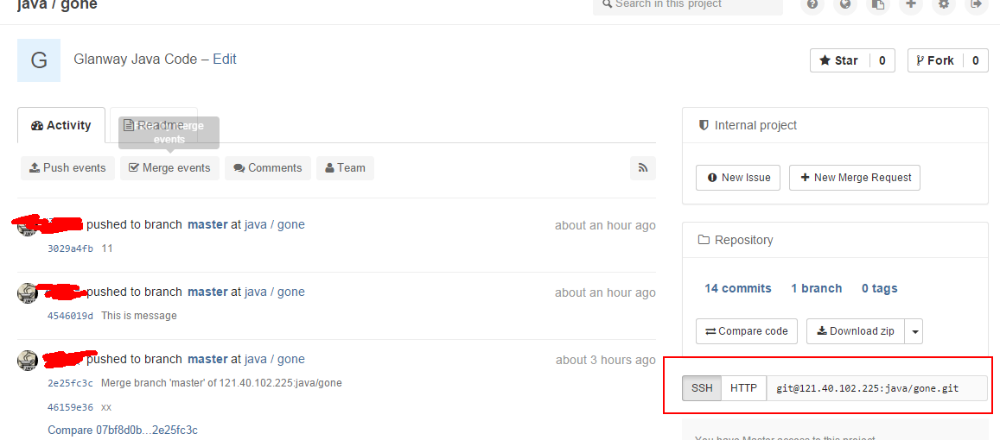 java / gone
Search in this project
G
Glanway Java Code – Edit
Star 0
Fork 0
Activity
Readme
merge
events
Push events
Merge events
Comments
Team
pushed to branch master at java / gone
about an hour ago
3029a4fb 11
pushed to branch master at java / gone
about an hour ago
4546019d This is message
pushed to branch master at java / gone
about 3 hours ago
2e25fc3c Merge branch 'master' of 121.40.102.225:java/gone
46159e36 xx
Compare 07bf8d0b...2e25fc3c
Internal project
New Issue
New Merge Request
Repository
14 commits 1 branch 0 tags
Compare code
Download zip
SSH HTTP git@121.40.102.225:java/gone.git
You have Master access to this project